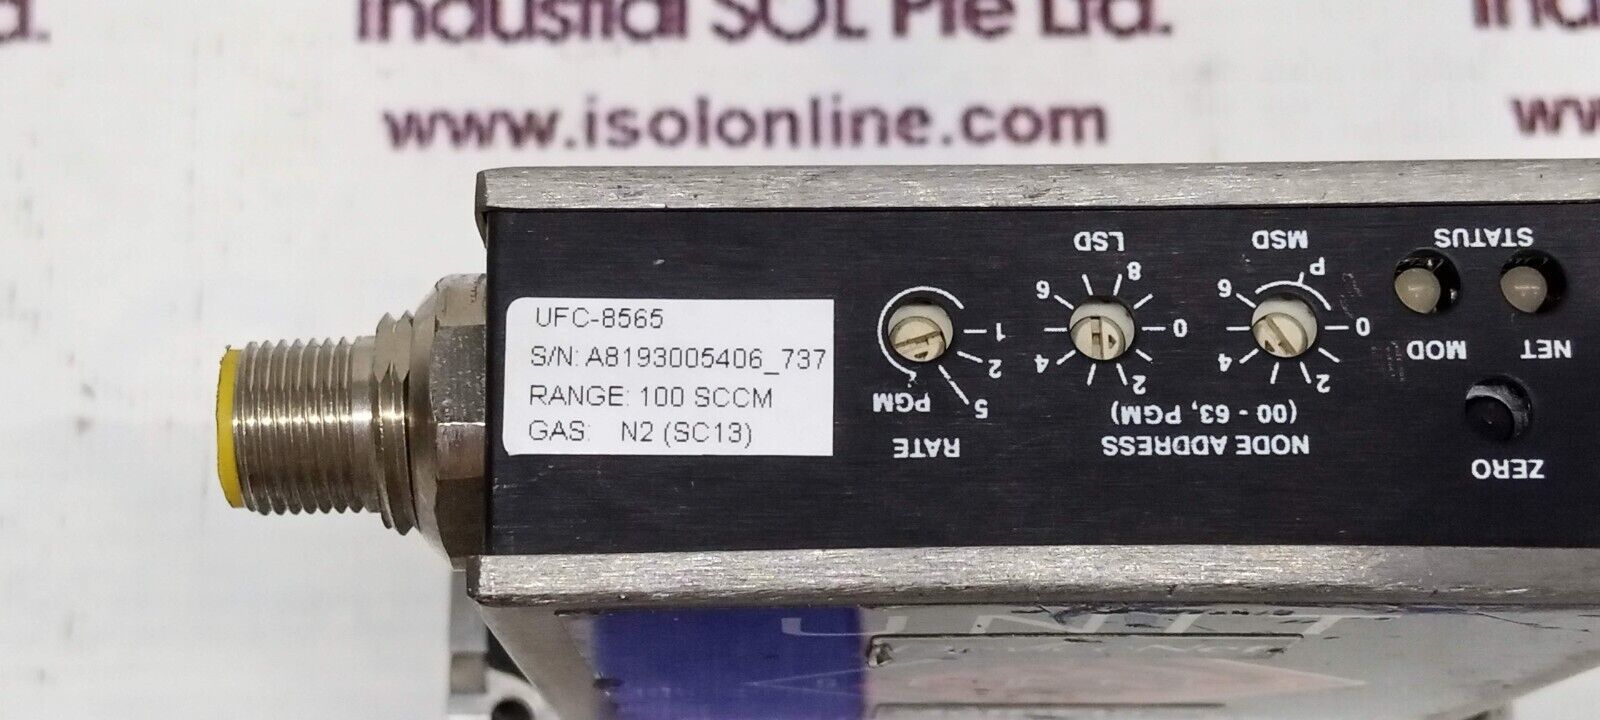 Industrial SOL Pte Ltd.
www.isolonline.com
UFC-8565
S/N: A8193005406_737
RANGE: 100 SCCM
GAS: N2 (SC13)
ZERO
NET
MOD
STATUS
NODE ADDRESS
(00 - 63, PGM)
MSD
0
2
4
6
P
LSD
0
2
4
6
8
RATE
PGM
5
2
1
UNIT